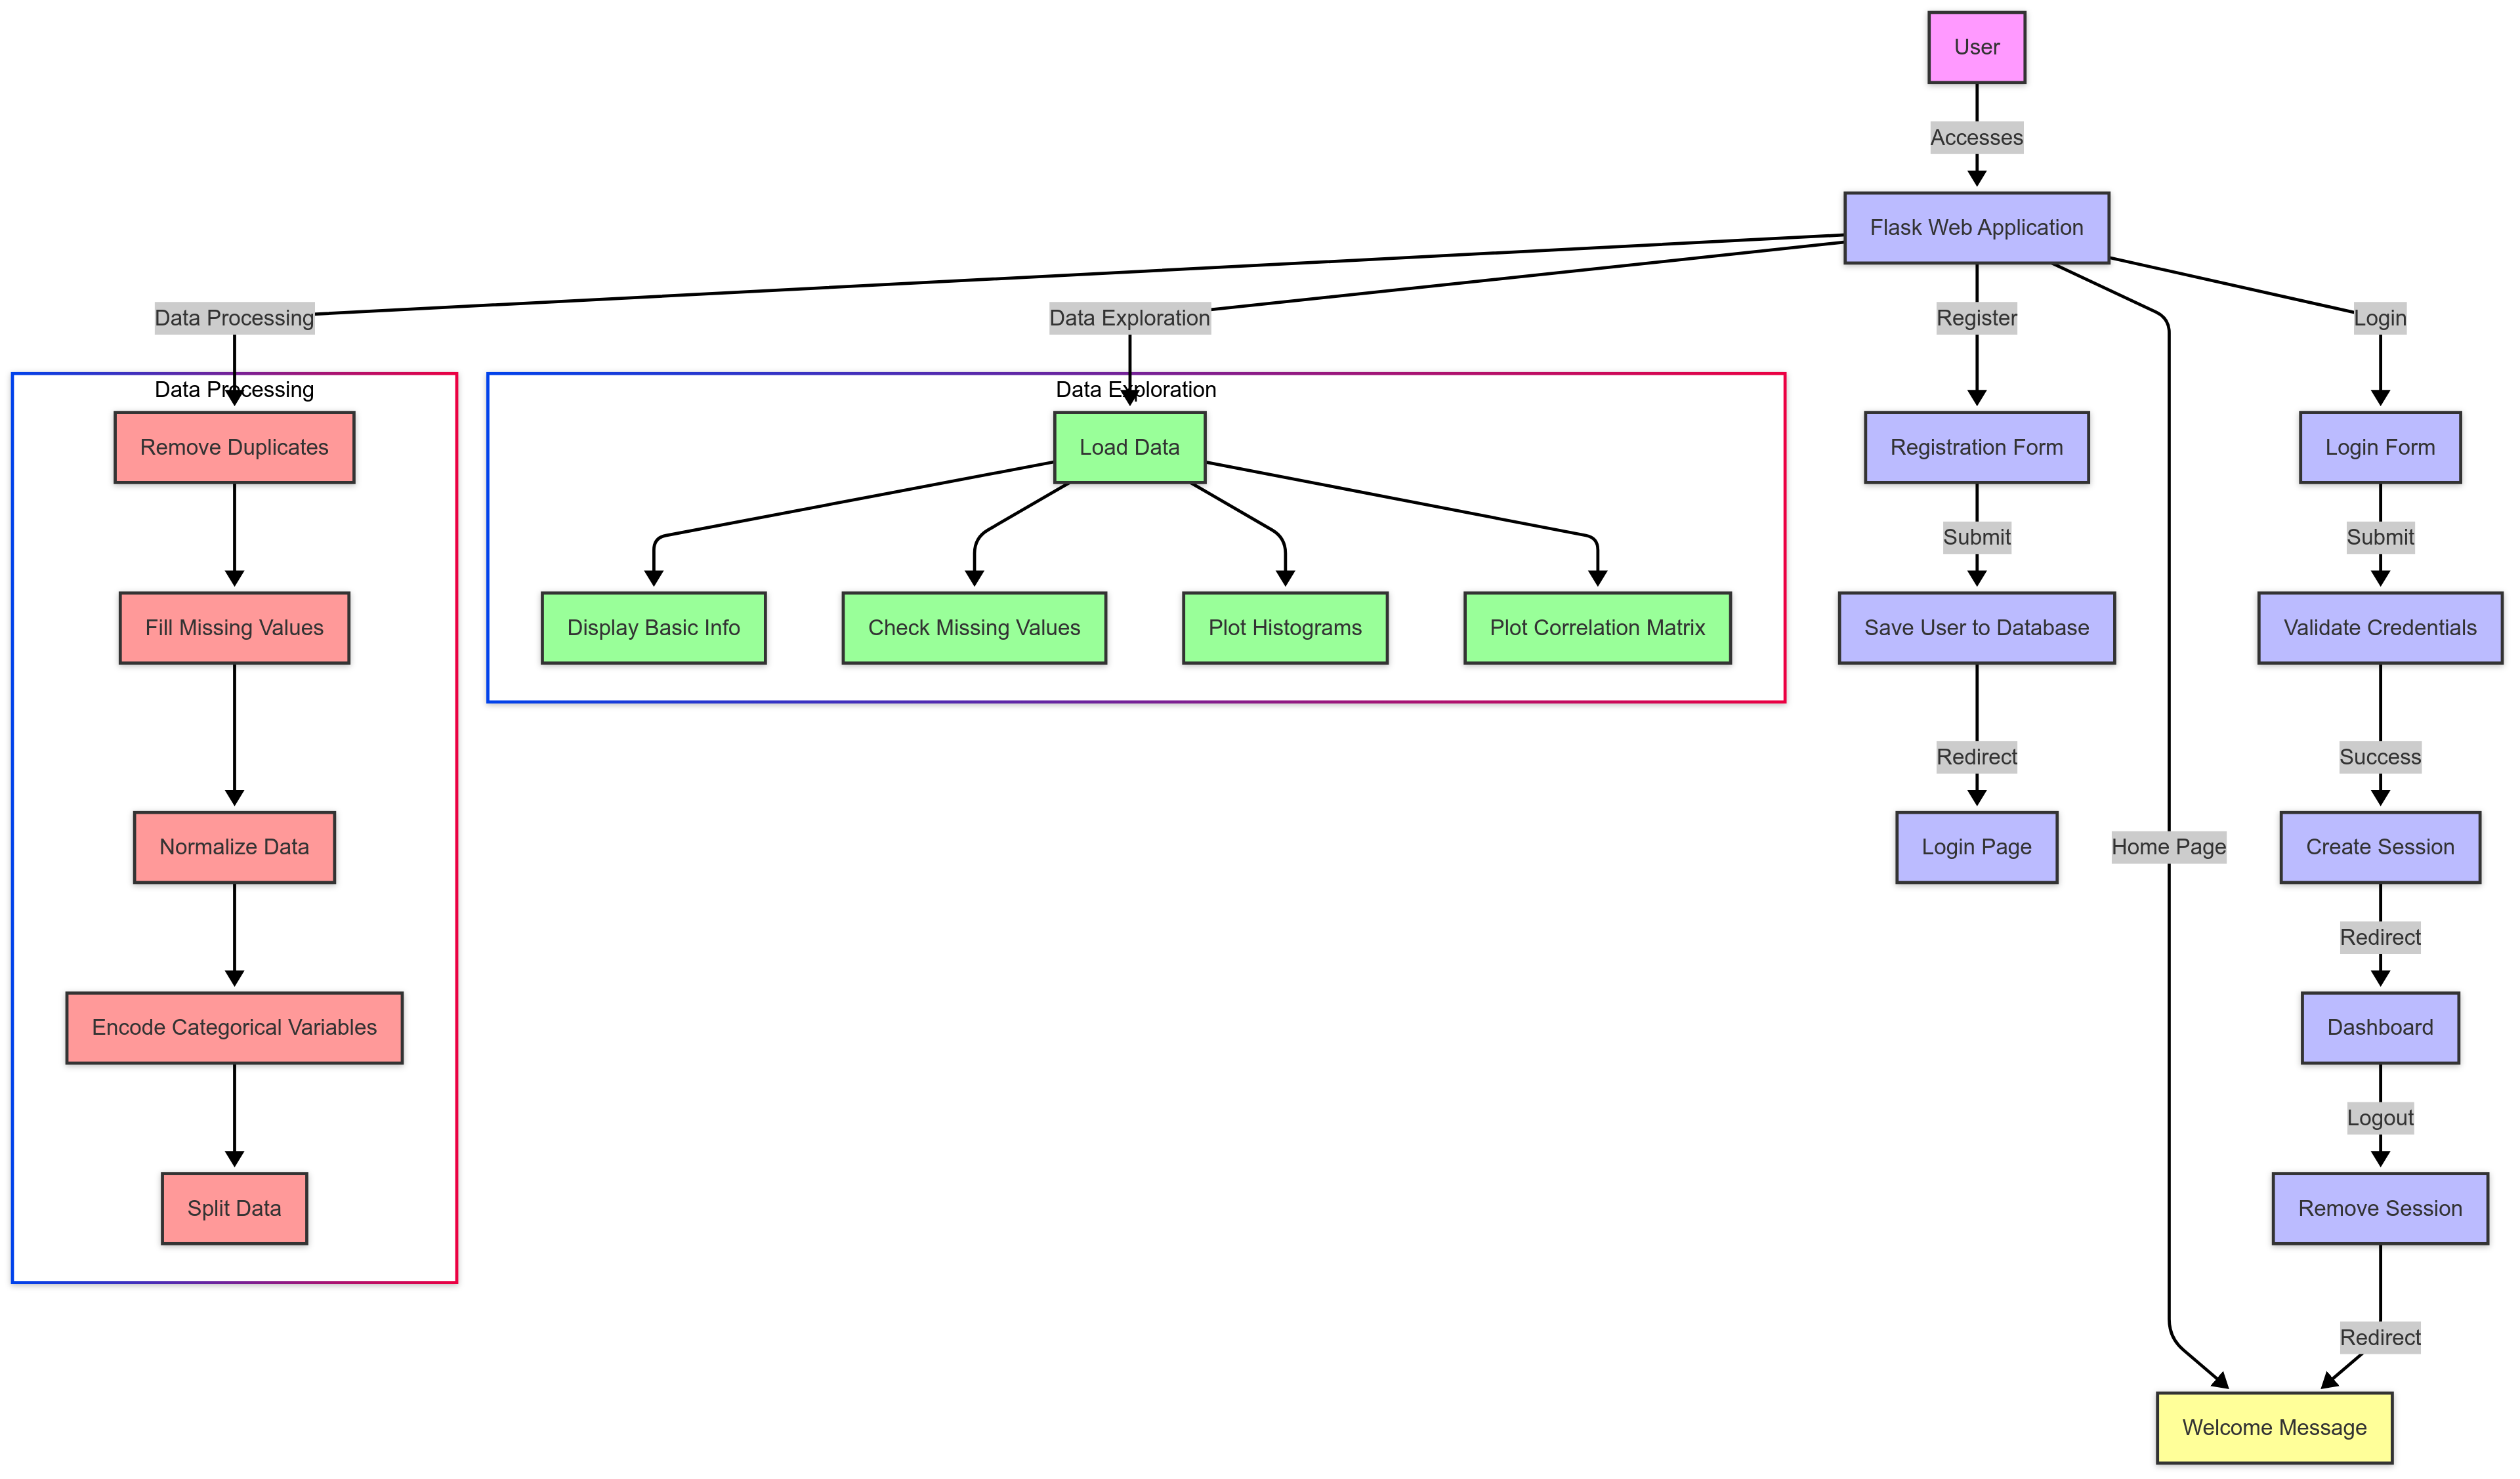 User
Accesses
Flask Web Application
Data Processing
Data Exploration
Register
Login
Data Processing
Data Exploration
Remove Duplicates
Load Data
Registration Form
Login Form
Submit
Submit
Fill Missing Values
Display Basic Info
Check Missing Values
Plot Histograms
Plot Correlation Matrix
Save User to Database
Validate Credentials
Redirect
Success
Normalize Data
Login Page
Home Page
Create Session
Redirect
Encode Categorical Variables
Dashboard
Logout
Split Data
Remove Session
Redirect
Welcome Message